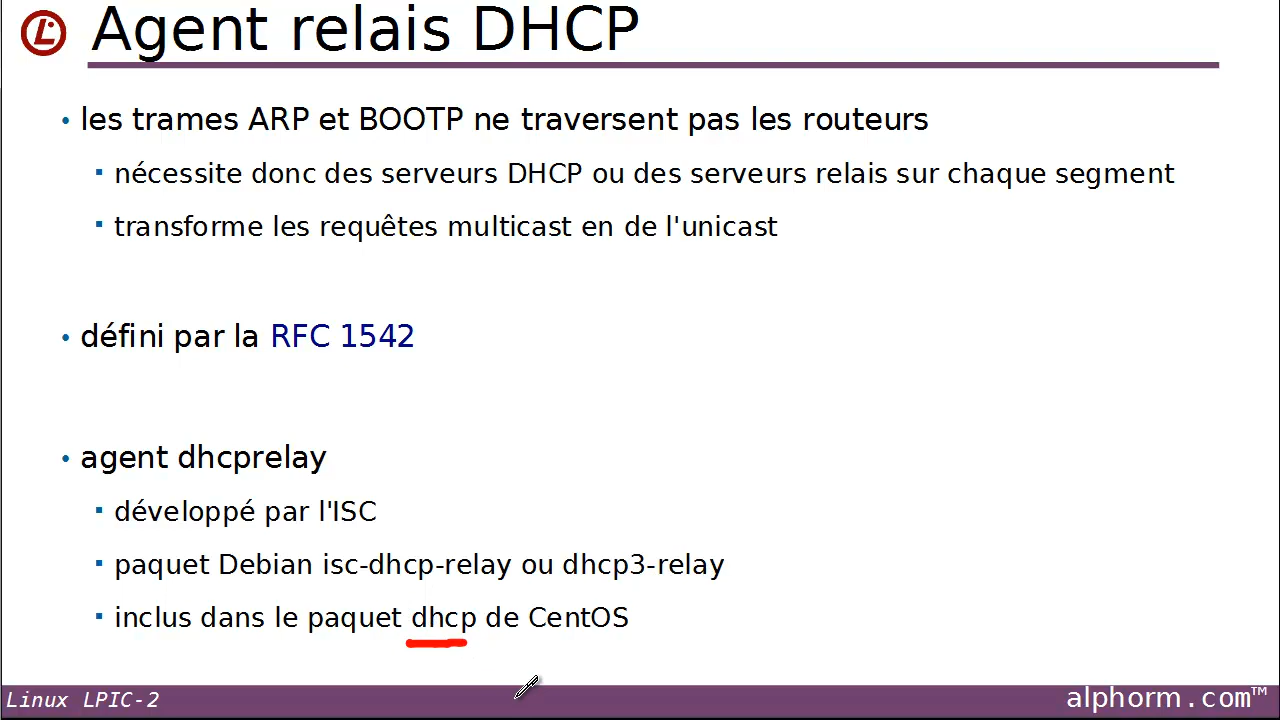 Agent relais DHCP
• les trames ARP et BOOTP ne traversent pas les routeurs
▪ nécessite donc des serveurs DHCP ou des serveurs relais sur chaque segment
▪ transforme les requêtes multicast en de l'unicast
• défini par la RFC 1542
• agent dhcprelay
▪ développé par l'ISC
▪ paquet Debian isc-dhcp-relay ou dhcp3-relay
▪ inclus dans le paquet dhcp de CentOS
Linux LPIC-2
alphorm.com™